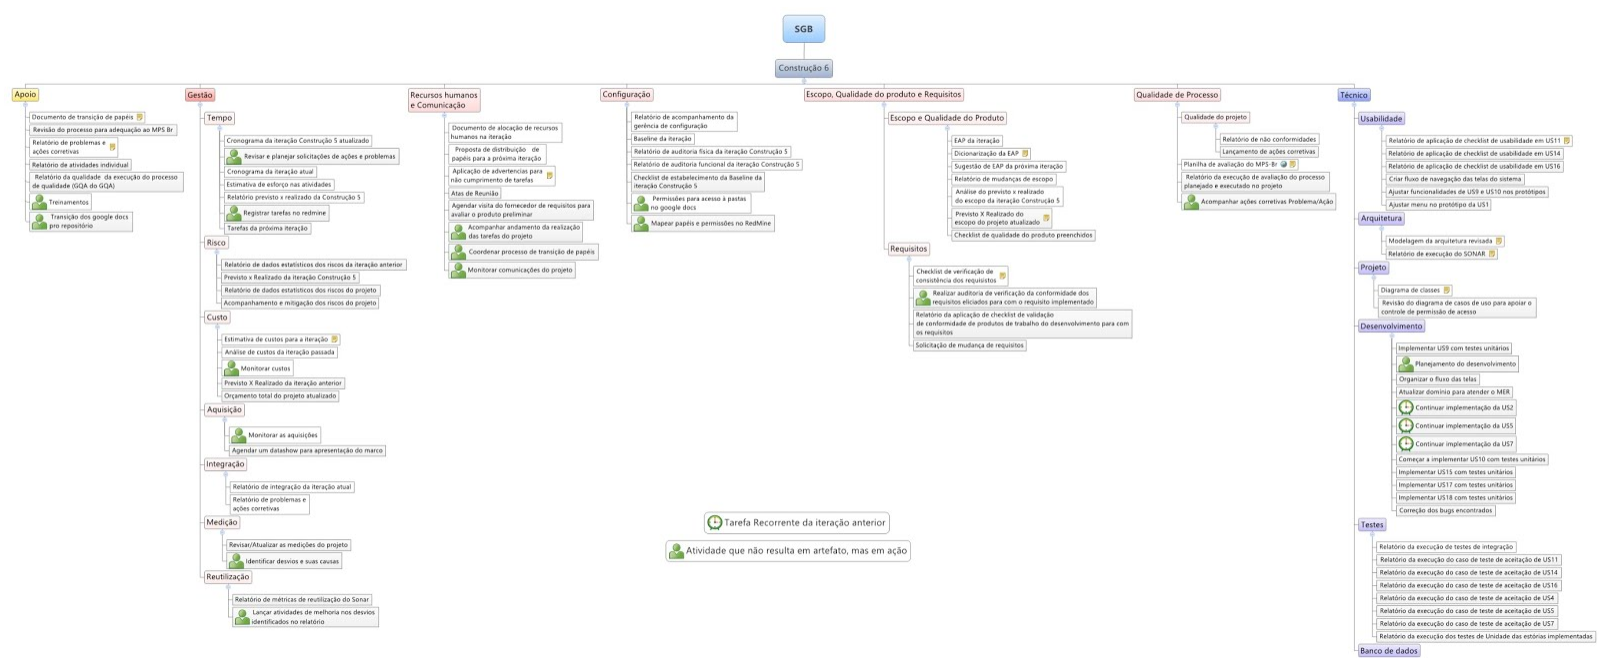 SGB
Construção 6
Apoio
Documento de transição de papéis
Revisão do processo para adequação ao MPS Br
Relatório de problemas e
ações corretivas
Relatório de atividades individual
Relatório da qualidade da execução do processo
de qualidade (GQA do GQA)
Treinamentos
Transição dos google docs
pro repositório
Gestão
Tempo
Cronograma da iteração Construção 5 atualizado
Revisar e planejar solicitações de ações e problemas
Cronograma da iteração atual
Estimativa de esforço nas atividades
Relatório previsto x realizado da Construção 5
Registrar tarefas no redmine
Tarefas da próxima iteração
Risco
Relatório de dados estatísticos dos riscos da iteração anterior
Previsto x Realizado da iteração Construção 5
Relatório de dados estatísticos dos riscos do projeto
Acompanhamento e mitigação dos riscos do projeto
Custo
Estimativa de custos para a iteração
Análise de custos da iteração passada
Monitorar custos
Previsto X Realizado da iteração anterior
Orçamento total do projeto atualizado
Aquisição
Monitorar as aquisições
Agendar um datashow para apresentação do marco
Integração
Relatório de integração da iteração atual
Relatório de problemas e
ações corretivas
Medição
Revisar/Atualizar as medições do projeto
Identificar desvios e suas causas
Reutilização
Relatório de métricas de reutilização do Sonar
Lançar atividades de melhoria nos desvios
identificados no relatório
Recursos humanos
e Comunicação
Documento de alocação de recursos
humanos na iteração
Proposta de distribuição de
papéis para a próxima iteração
Aplicação de advertencias para
não cumprimento de tarefas
Atas de Reunião
Agendar visita do fornecedor de requisitos para
avaliar o produto preliminar
Acompanhar andamento da realização
das tarefas do projeto
Coordenar processo de transição de papéis
Monitorar comunicações do projeto
Configuração
Relatório de acompanhamento da
gerência de configuração
Baseline da iteração
Relatório de auditoria física da iteração Construção 5
Relatório de auditoria funcional da iteração Construção 5
Checklist de estabelecimento da Baseline da
iteração Construção 5
Permissões para acesso à pastas
no google docs
Mapear papéis e permissões no RedMine
Escopo, Qualidade do produto e Requisitos
Escopo e Qualidade do Produto
EAP da iteração
Dicionarização da EAP
Sugestão de EAP da próxima iteração
Relatório de mudanças de escopo
Análise do previsto x realizado
do escopo da iteração Construção 5
Previsto X Realizado do
escopo do projeto atualizado
Checklist de qualidade do produto preenchidos
Requisitos
Checklist de verificação de
consistência dos requisistos
Realizar auditoria de verificação da conformidade dos
requisitos eliciados para com o requisito implementado
Relatório da aplicação de checklist de validação
de conformidade de produtos de trabalho do desenvolvimento para com
os requisitos
Solicitação de mudança de requisitos
Qualidade de Processo
Qualidade do projeto
Relatório de não conformidades
Lançamento de ações corretivas
Planilha de avaliação do MPS-Br
Relatório da execução de avaliação do processo
planejado e executado no projeto
Acompanhar ações corretivas Problema/Ação
Técnico
Usabilidade
Relatório de aplicação de checklist de usabilidade em US11
Relatório de aplicação de checklist de usabilidade em US14
Relatório de aplicação de checklist de usabilidade em US16
Criar fluxo de navegação das telas do sistema
Ajustar funcionalidades de US9 e US10 nos protótipos
Ajustar menu no protótipo da US1
Arquitetura
Modelagem da arquitetura revisada
Relatório de execução do SONAR
Projeto
Diagrama de classes
Revisão do diagrama de casos de uso para apoiar o
controle de permissão de acesso
Desenvolvimento
Implementar US9 com testes unitários
Planejamento do desenvolvimento
Organizar o fluxo das telas
Atualizar domínio para atender o MER
Continuar implementação da US2
Continuar implementação da US5
Continuar implementação da US7
Começar a implementar US10 com testes unitários
Implementar US15 com testes unitários
Implementar US17 com testes unitários
Implementar US18 com testes unitários
Correção dos bugs encontrados
Testes
Relatório da execução de testes de integração
Relatório da execução do caso de teste de aceitação de US11
Relatório da execução do caso de teste de aceitação de US14
Relatório da execução do caso de teste de aceitação de US16
Relatório da execução do caso de teste de aceitação de US4
Relatório da execução do caso de teste de aceitação de US5
Relatório da execução do caso de teste de aceitação de US7
Relatório da execução dos testes de Unidade das estórias implementadas
Banco de dados
Tarefa Recorrente da iteração anterior
Atividade que não resulta em artefato, mas em ação